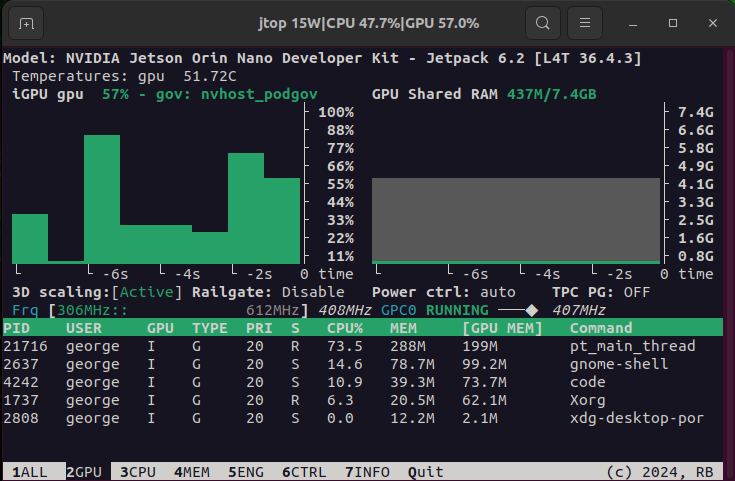 jtop 15W|CPU 47.7%|GPU 57.0%
Model: NVIDIA Jetson Orin Nano Developer Kit - Jetpack 6.2 [L4T 36.4.3]
Temperatures: gpu 51.72C
iGPU gpu 57% - gov: nvhost_podgov GPU Shared RAM 437M/7.4GB
100% 7.4G
88% 6.6G
77% 5.8G
66% 4.9G
55% 4.1G
44% 3.3G
33% 2.5G
22% 1.6G
11% 0.8G
-6s -4s -2s 0 time -6s -4s -2s 0 time
3D scaling:[Active] Railgate: Disable Power ctrl: auto TPC PG: OFF
Frq [306MHz:: 612MHz] 408MHz GPC0 RUNNING 407MHz
PID USER GPU TYPE PRI S CPU% MEM [GPU MEM] Command
21716 george I G 20 R 73.5 288M 199M pt_main_thread
2637 george I G 20 S 14.6 78.7M 99.2M gnome-shell
4242 george I G 20 S 10.9 39.3M 73.7M code
1737 george I G 20 R 6.3 20.5M 62.1M Xorg
2808 george I G 20 S 0.0 12.2M 2.1M xdg-desktop-por
1ALL 2GPU 3CPU 4MEM 5ENG 6CTRL 7INFO Quit (c) 2024, RB